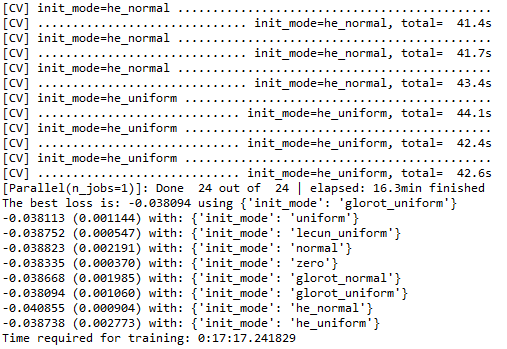 [CV] init_mode=he_normal .........................................
[CV] ............................ init_mode=he_normal, total=  41.4s
[CV] init_mode=he_normal .........................................
[CV] ............................ init_mode=he_normal, total=  41.7s
[CV] init_mode=he_normal .........................................
[CV] ............................ init_mode=he_normal, total=  43.4s
[CV] init_mode=he_uniform ........................................
[CV] ........................... init_mode=he_uniform, total=  44.1s
[CV] init_mode=he_uniform ........................................
[CV] ........................... init_mode=he_uniform, total=  42.4s
[CV] init_mode=he_uniform ........................................
[CV] ........................... init_mode=he_uniform, total=  42.6s
[Parallel(n_jobs=1)]: Done  24 out of  24 | elapsed: 16.3min finished
The best loss is: -0.038094 using {'init_mode': 'glorot_uniform'}
-0.038113 (0.001144) with: {'init_mode': 'uniform'}
-0.038752 (0.000547) with: {'init_mode': 'lecun_uniform'}
-0.038823 (0.002191) with: {'init_mode': 'normal'}
-0.038335 (0.000370) with: {'init_mode': 'zero'}
-0.038668 (0.001985) with: {'init_mode': 'glorot_normal'}
-0.038094 (0.001060) with: {'init_mode': 'glorot_uniform'}
-0.040855 (0.000904) with: {'init_mode': 'he_normal'}
-0.038738 (0.002773) with: {'init_mode': 'he_uniform'}
Time required for training: 0:17:17.241829